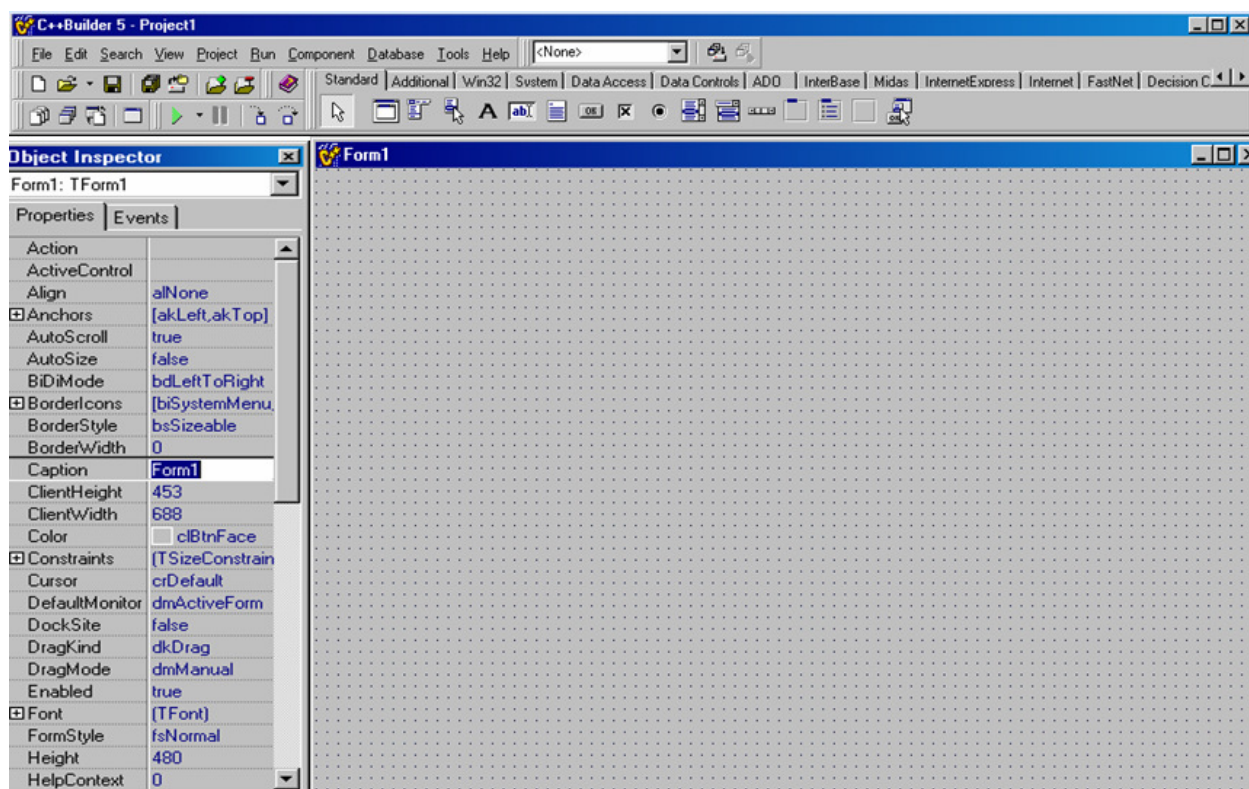 C++Builder 5 - Project1
File Edit Search View Project Run Component Database Tools Help <None>
Standard Additional Win32 System Data Access Data Controls ADO InterBase Midas InternetExpress Internet FastNet Decision C
Object Inspector
Form1
Form1: TForm1
Properties Events
Action
ActiveControl
Align alNone
Anchors [akLeft,akTop]
AutoScroll true
AutoSize false
BiDiMode bdLeftToRight
BorderIcons [biSystemMenu,
BorderStyle bsSizeable
BorderWidth 0
Caption Form1
ClientHeight 453
ClientWidth 688
Color clBtnFace
Constraints (TSizeConstrain
Cursor crDefault
DefaultMonitor dmActiveForm
DockSite false
DragKind dkDrag
DragMode dmManual
Enabled true
Font (TFont)
FormStyle fsNormal
Height 480
HelpContext 0